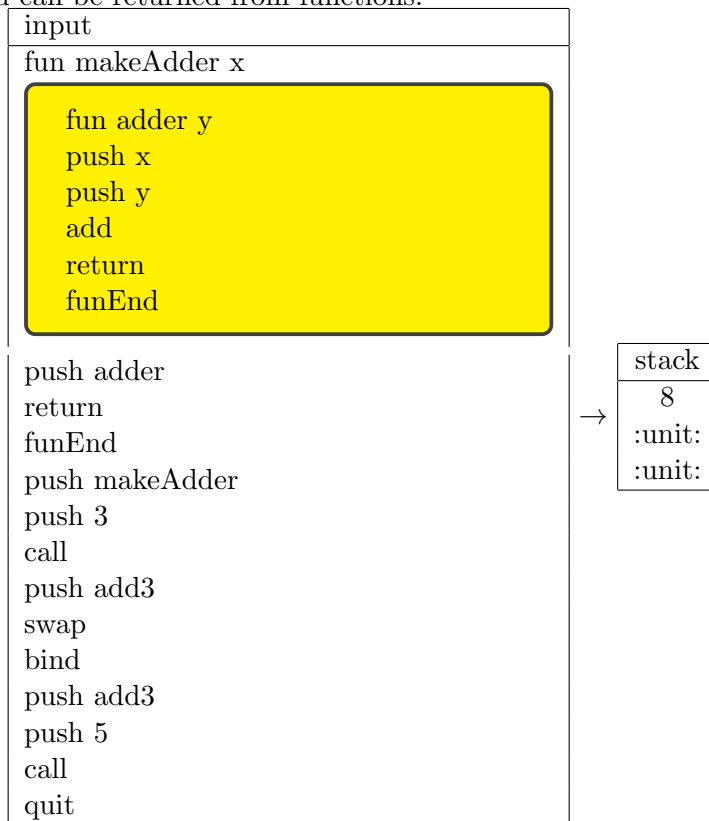 d can be returned from functions.
input
fun makeAdder x
fun adder y
push x
push y
add
return
funEnd
push adder
return
funEnd
push makeAdder
push 3
call
push add3
swap
bind
push add3
push 5
call
quit
→
stack
8
:unit:
:unit: